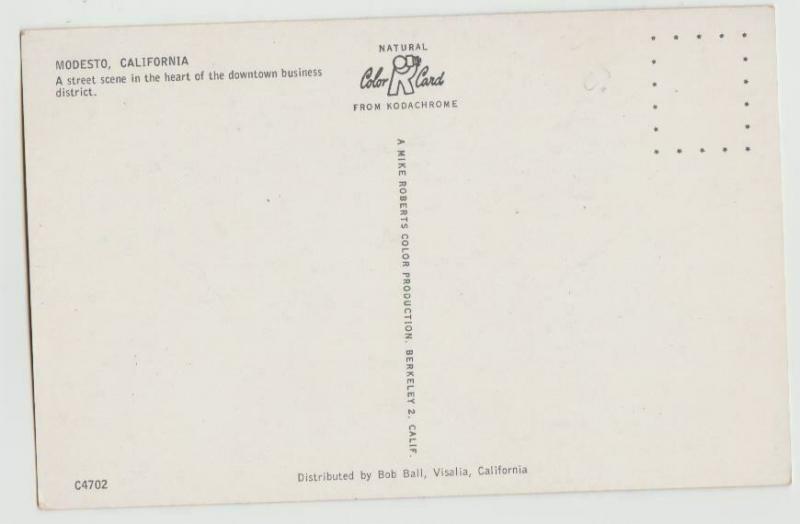 MODESTO, CALIFORNIA
A street scene in the heart of the downtown business
district.
NATURAL
Color Card
FROM KODACHROME
A MIKE ROBERTS COLOR PRODUCTION. BERKELEY 2. CALIF.
C4702
Distributed by Bob Ball, Visalia, California